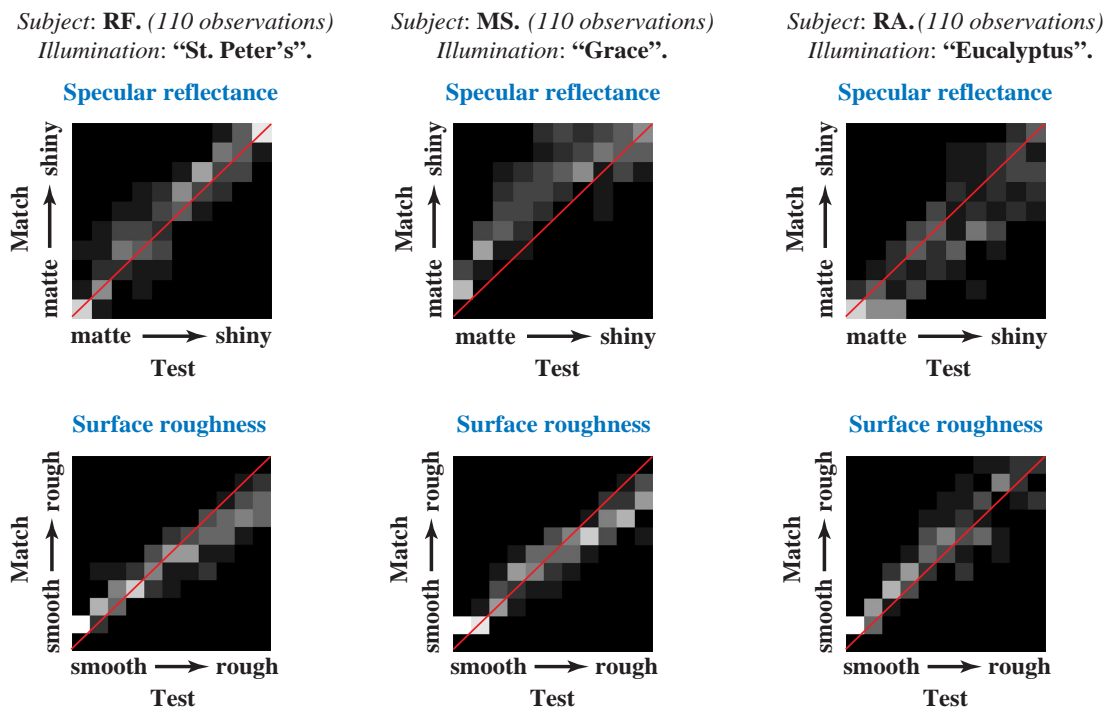 Subject: RF. (110 observations)
Illumination: “St. Peter’s”.
Specular reflectance
Match
matte → shiny
matte → shiny
Test
Surface roughness
Match
smooth → rough
smooth → rough
Test
Subject: MS. (110 observations)
Illumination: “Grace”.
Specular reflectance
Match
matte → shiny
matte → shiny
Test
Surface roughness
Match
smooth → rough
smooth → rough
Test
Subject: RA. (110 observations)
Illumination: “Eucalyptus”.
Specular reflectance
Match
matte → shiny
matte → shiny
Test
Surface roughness
Match
smooth → rough
smooth → rough
Test